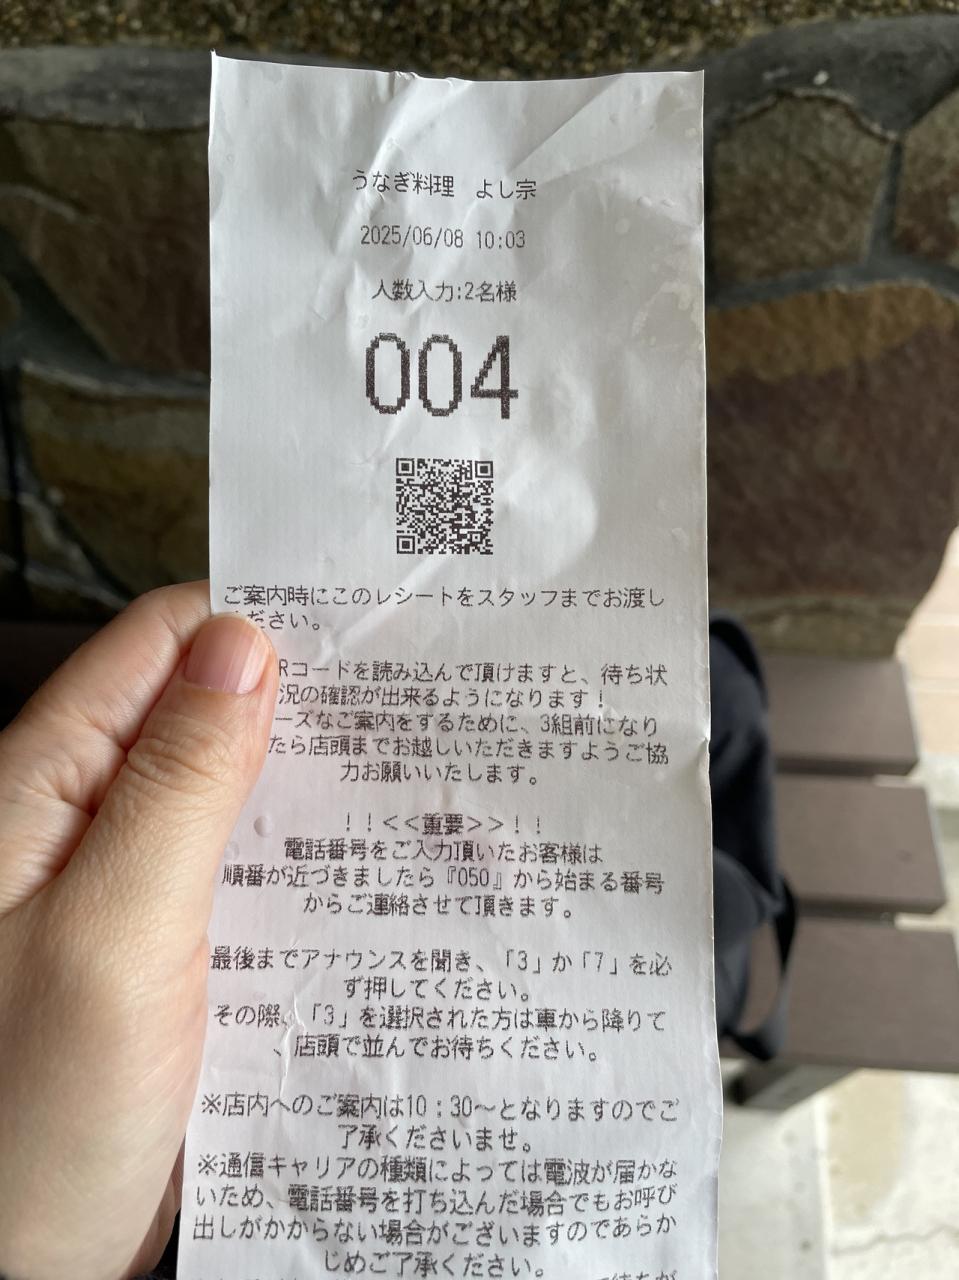 うなぎ料理　よし宗
2025/06/08 10:03
人数入力:2名様
004
ご案内時にこのレシートをスタッフまでお渡し
ださい。
Rコードを読み込んで頂けますと、待ち状
況の確認が出来るようになります！
ーズなご案内をするために、3組前になり
たら店頭までお越しいただきますようご協
力お願いいたします。
！！<<重要>>！！
電話番号をご入力頂いたお客様は
順番が近づきましたら『050』から始まる番号
からご連絡させて頂きます。
最後までアナウンスを聞き、「3」か「7」を必
ず押してください。
その際、「3」を選択された方は車から降りて
、店頭で並んでお待ちください。
※店内へのご案内は10：30～となりますのでご
了承くださいませ。
※通信キャリアの種類によっては電波が届かな
いため、電話番号を打ち込んだ場合でもお呼び
出しがかからない場合がございますのであらか
じめご了承ください。